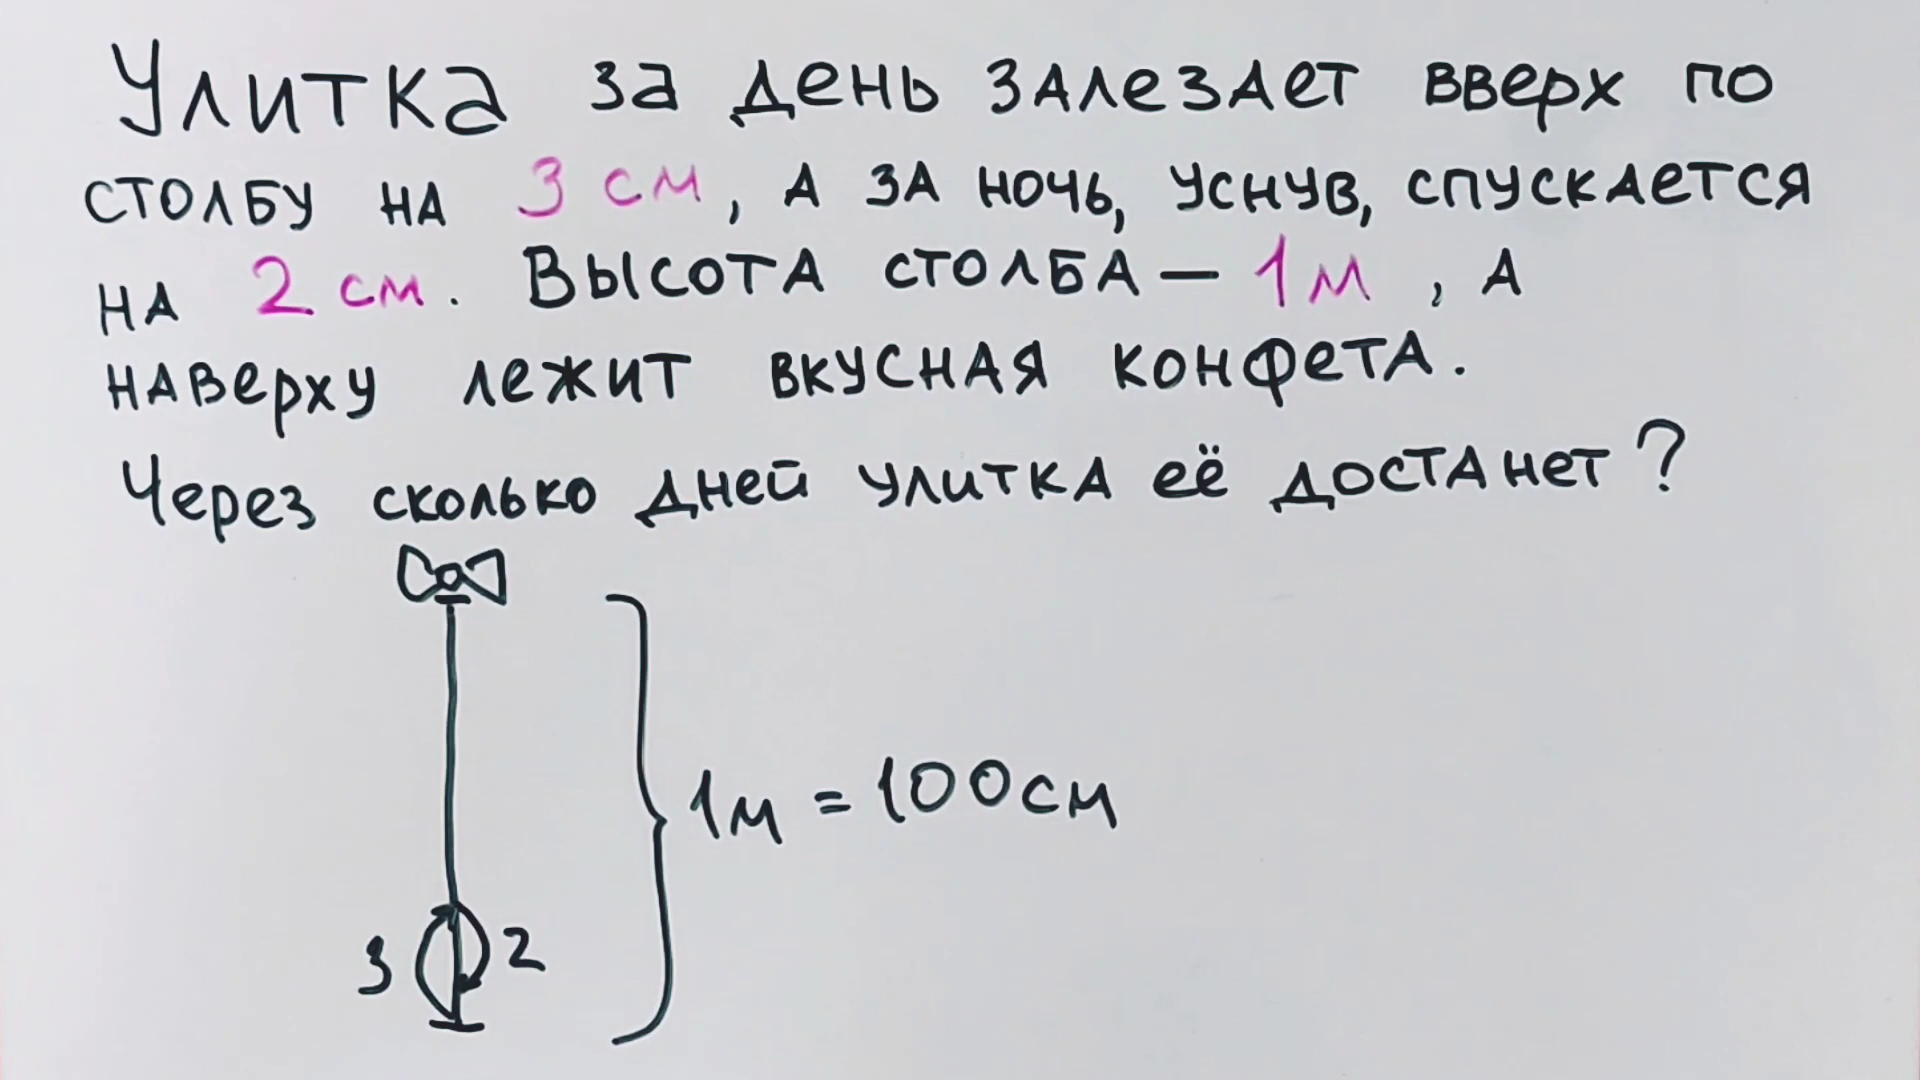 Улитка за день залезает вверх по
столбу на 3 см, а за ночь, уснув, спускается
на 2 см. Высота столба – 1 м, а
наверху лежит вкусная конфета.
Через сколько дней улитка её достанет?
1м = 100см
3 2